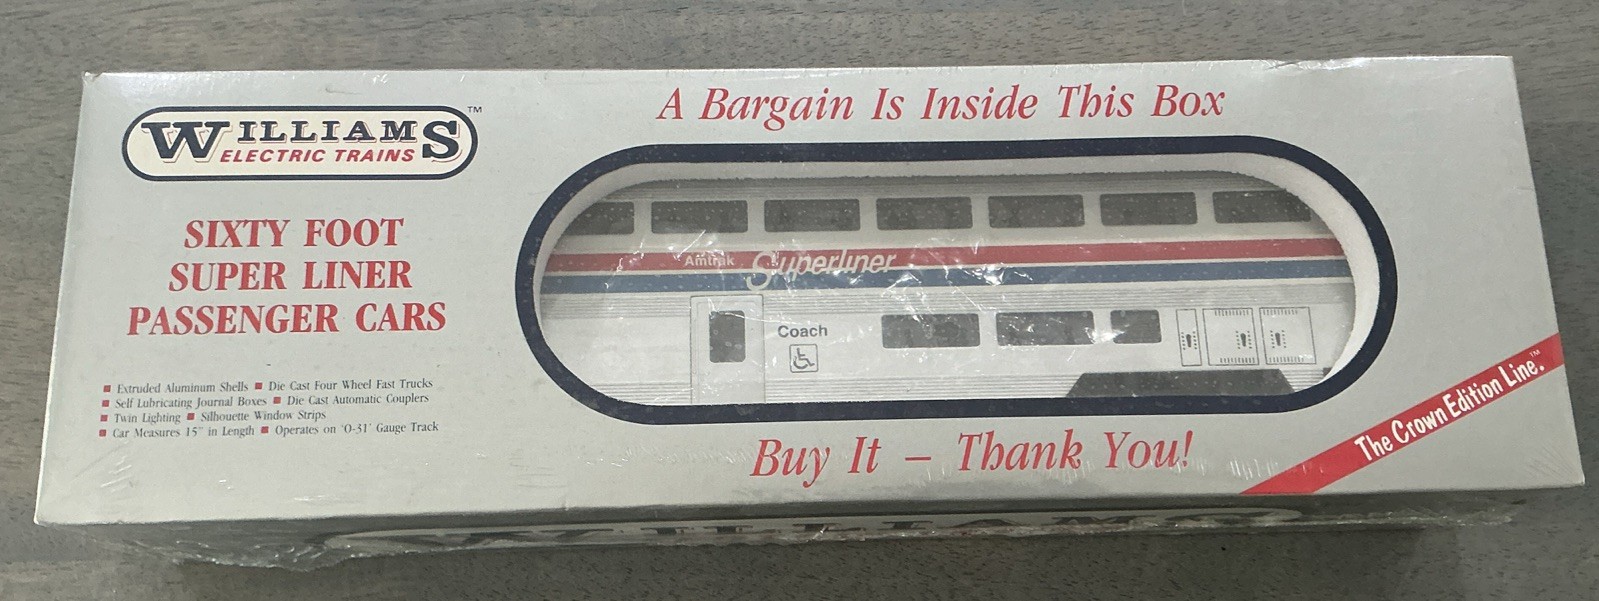 WILLIAMS™
ELECTRIC TRAINS
SIXTY FOOT
SUPER LINER
PASSENGER CARS
■ Extruded Aluminum Shells ■ Die Cast Four Wheel Fast Trucks
■ Self Lubricating Journal Boxes ■ Die Cast Automatic Couplers
■ Twin Lighting ■ Silhouette Window Strips
■ Car Measures 15" in Length ■ Operates on 'O-31' Gauge Track
A Bargain Is Inside This Box
Amtrak Superliner
Coach
Buy It – Thank You!
The Crown Edition Line.™
WILLIAMS